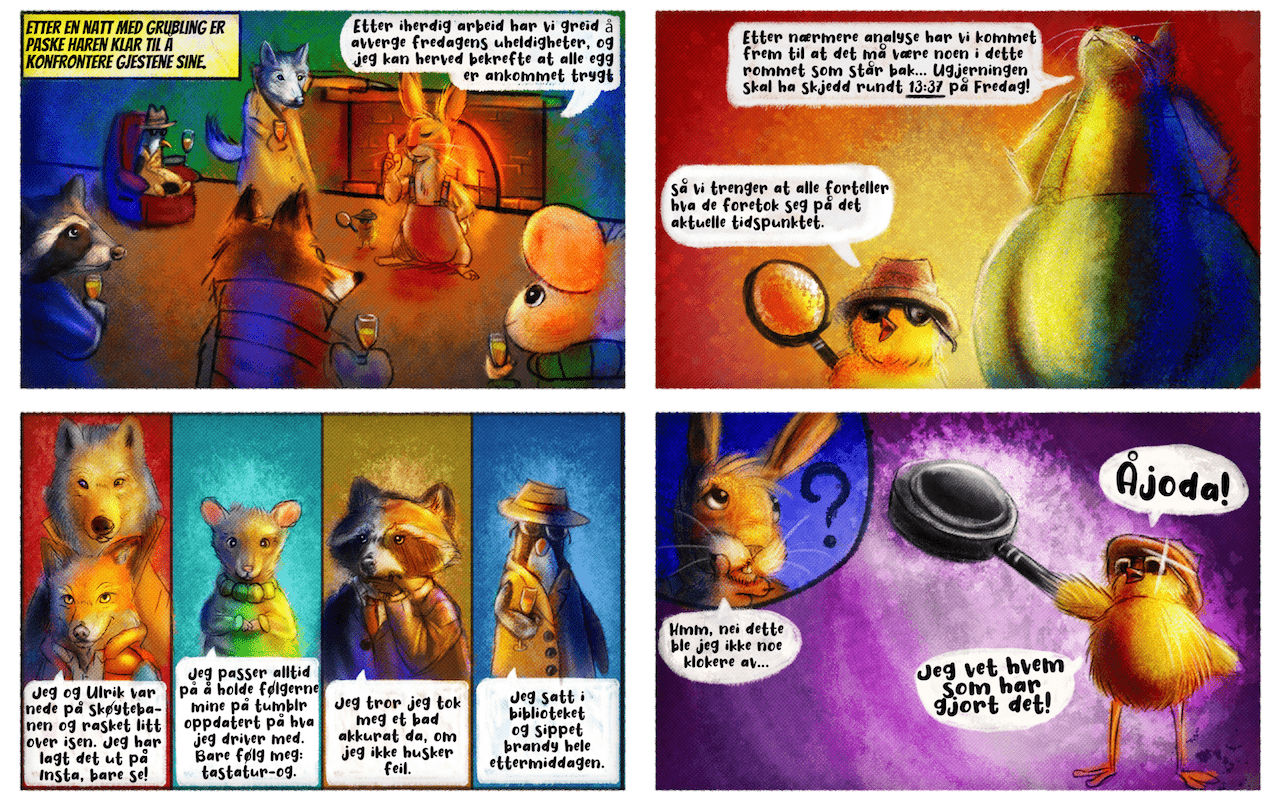 ETTER EN NATT MED GRUBLING ER
PASKE HAREN KLAR TIL Å
KONFRONTERE GJESTENE SINE.
Etter iherdig arbeid har vi greid å
avverge fredagens uheldigheter, og
jeg kan herved bekrefte at alle egg
er ankommet trygt
Etter nærmere analyse har vi kommet
frem til at det må være noen i dette
rommet som står bak... Ugjerningen
skal ha skjedd rundt 13:37 på Fredag!
Så vi trenger at alle forteller
hva de foretok seg på det
aktuelle tidspunktet.
Jeg og Ulrik var
nede på Skøyteba-
nen og rasket litt
over isen. Jeg har
lagt det ut på
Insta, bare se!
Jeg passer alltid
på å holde følgerne
mine på tumblr
oppdatert på hva
jeg driver med.
Bare følg meg:
tastatur-og.
Jeg tror jeg tok
meg et bad
akkurat da, om
jeg ikke husker
feil.
Jeg satt i
biblioteket
og sippet
brandy hele
ettermiddagen.
?
Hmm, nei dette
ble jeg ikke noe
klokere av...
Åjoda!
Jeg vet hvem
som har
gjort det!